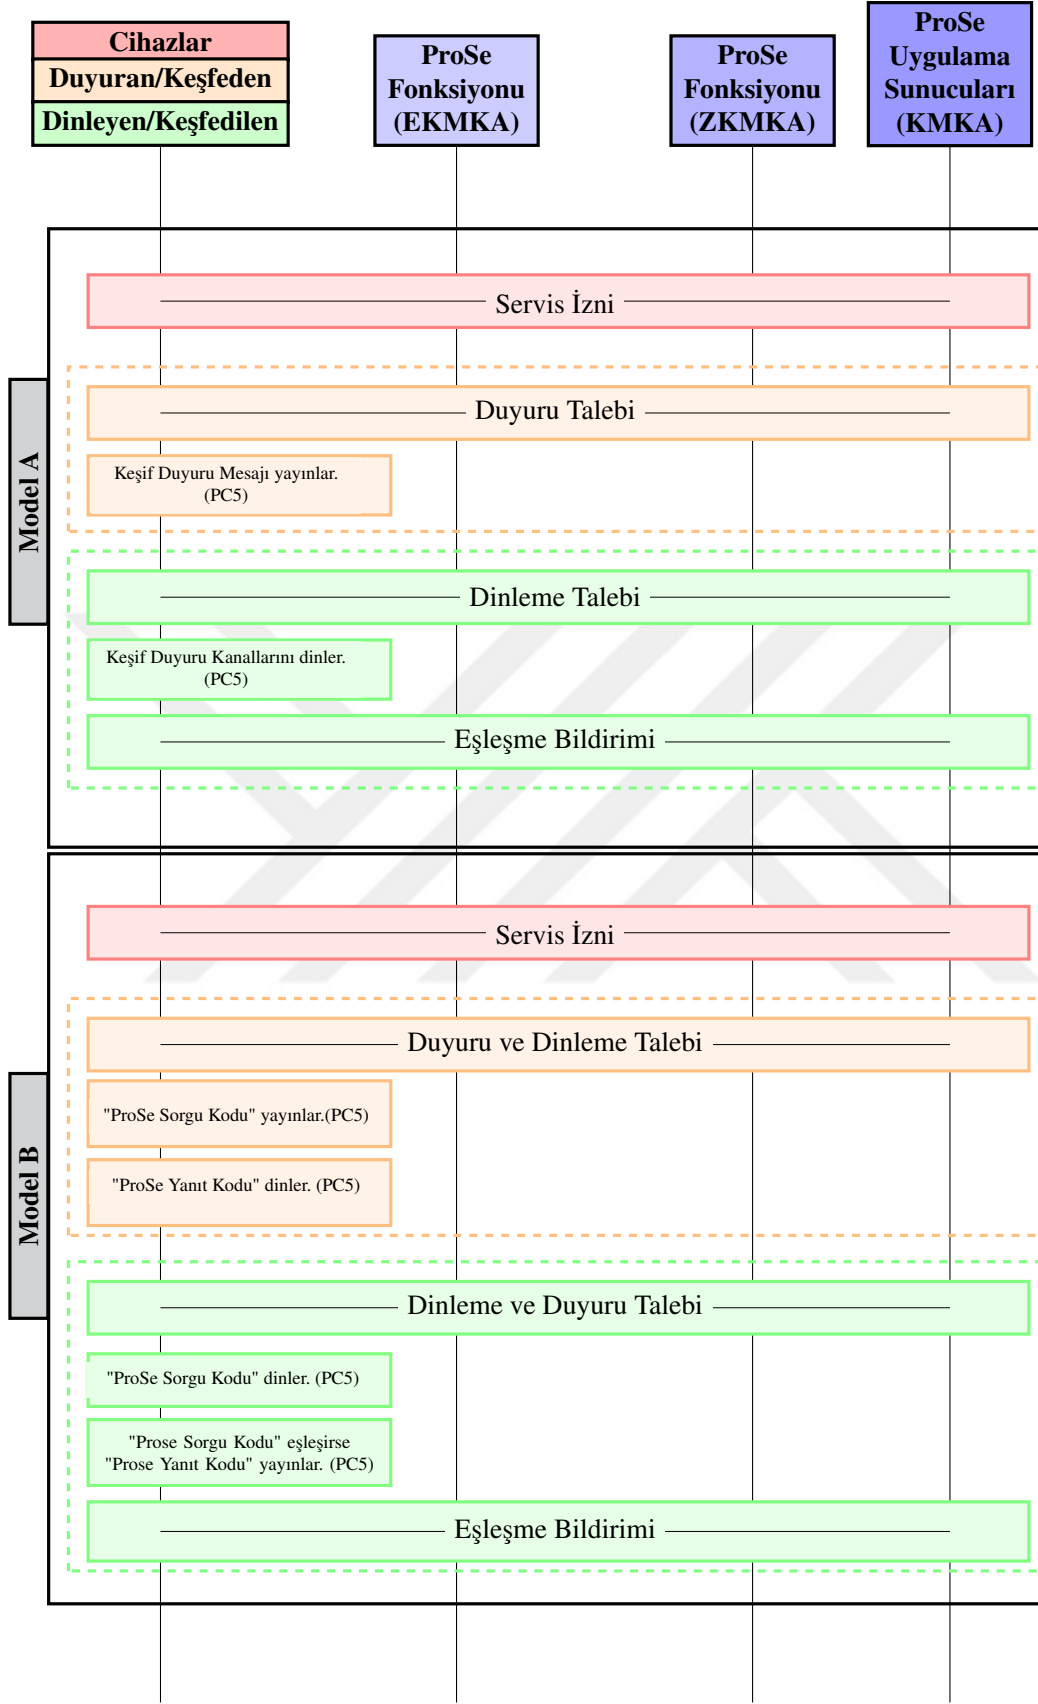 Cihazlar
Duyuran/Keşfeden
Dinleyen/Keşfedilen
ProSe
Fonksiyonu
(EKMKA)
ProSe
Fonksiyonu
(ZKMKA)
ProSe
Uygulama
Sunucuları
(KMKA)
Model A
Servis İzni
Duyuru Talebi
Keşif Duyuru Mesajı yayınlar.
(PC5)
Dinleme Talebi
Keşif Duyuru Kanallarını dinler.
(PC5)
Eşleşme Bildirimi
Model B
Servis İzni
Duyuru ve Dinleme Talebi
"ProSe Sorgu Kodu" yayınlar.(PC5)
"ProSe Yanıt Kodu" dinler. (PC5)
Dinleme ve Duyuru Talebi
"ProSe Sorgu Kodu" dinler. (PC5)
"Prose Sorgu Kodu" eşleşirse
"Prose Yanıt Kodu" yayınlar. (PC5)
Eşleşme Bildirimi